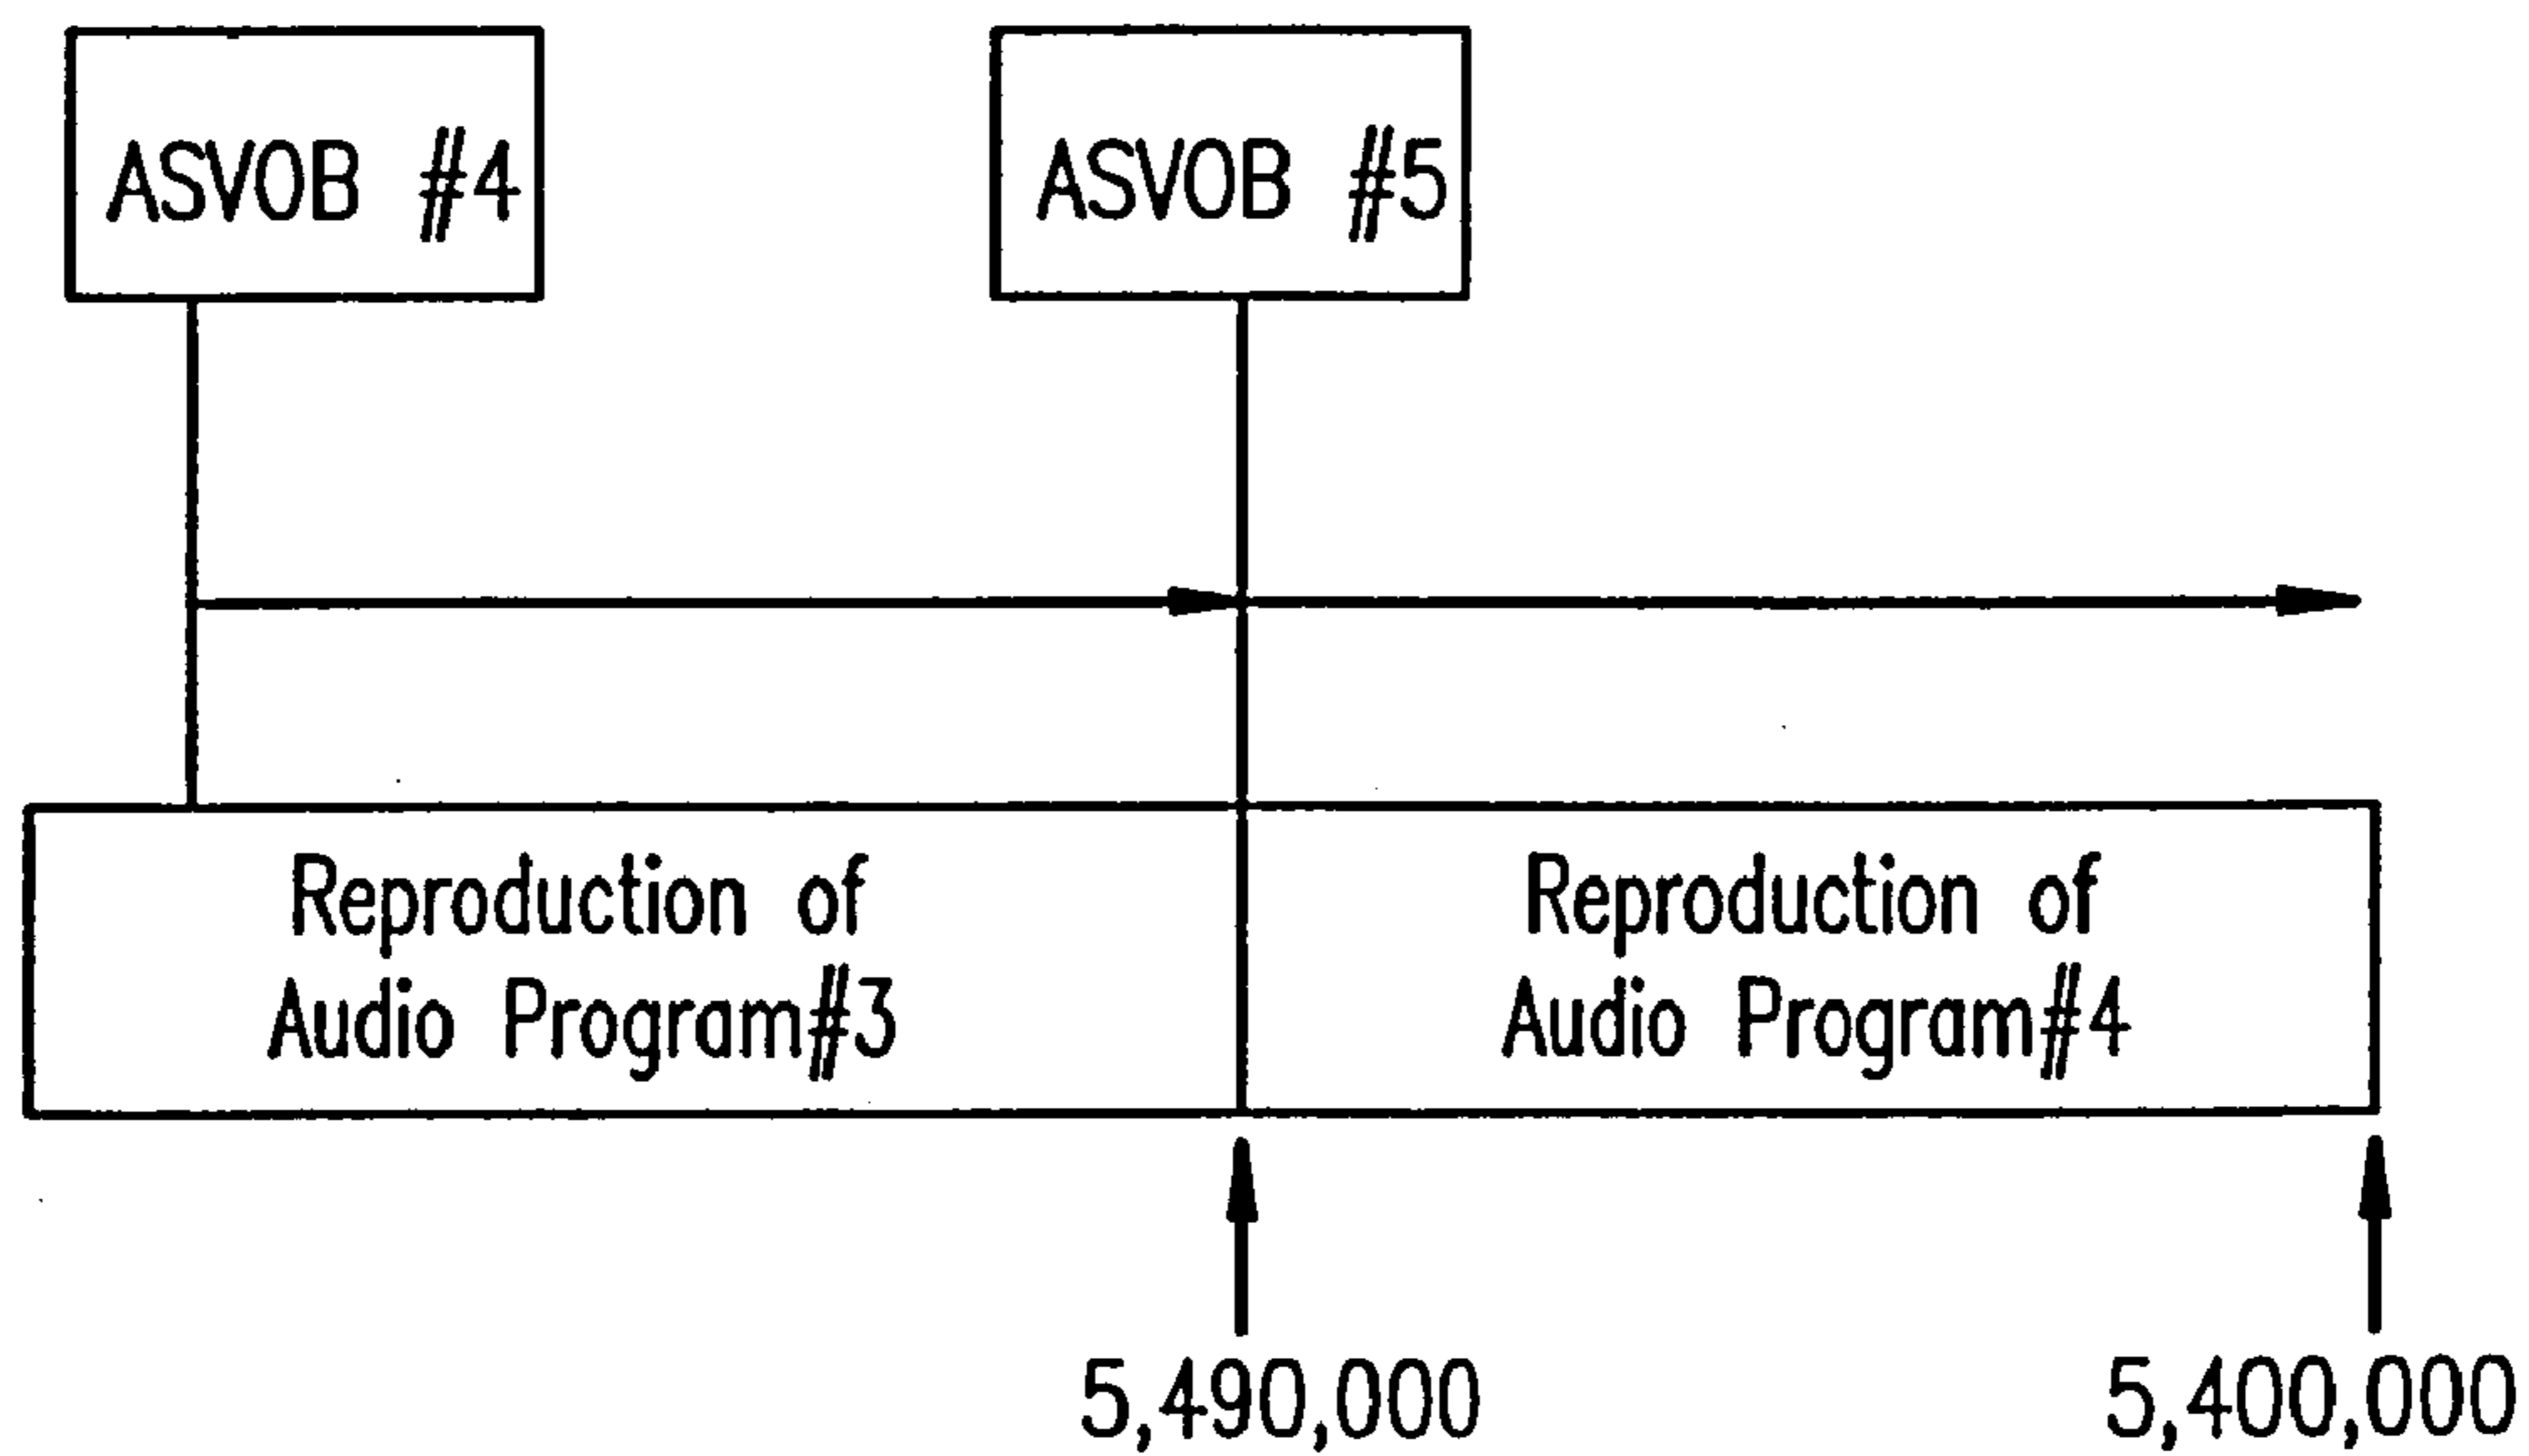 ASVOB #4
ASVOB #5
Reproduction of
Audio Program#3
Reproduction of
Audio Program#4
5,490,000
5,400,000